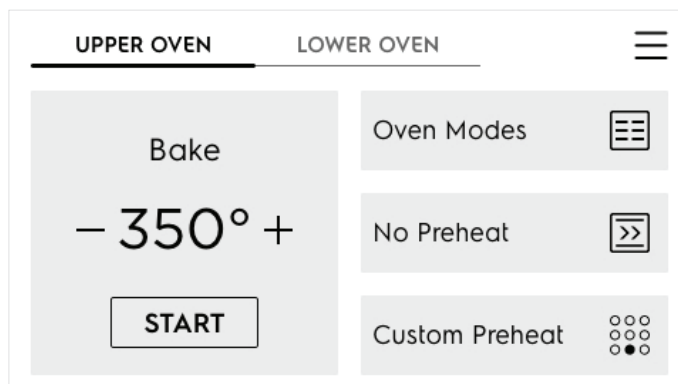 UPPER OVEN
LOWER OVEN
Bake
− 350° +
START
Oven Modes
No Preheat
Custom Preheat